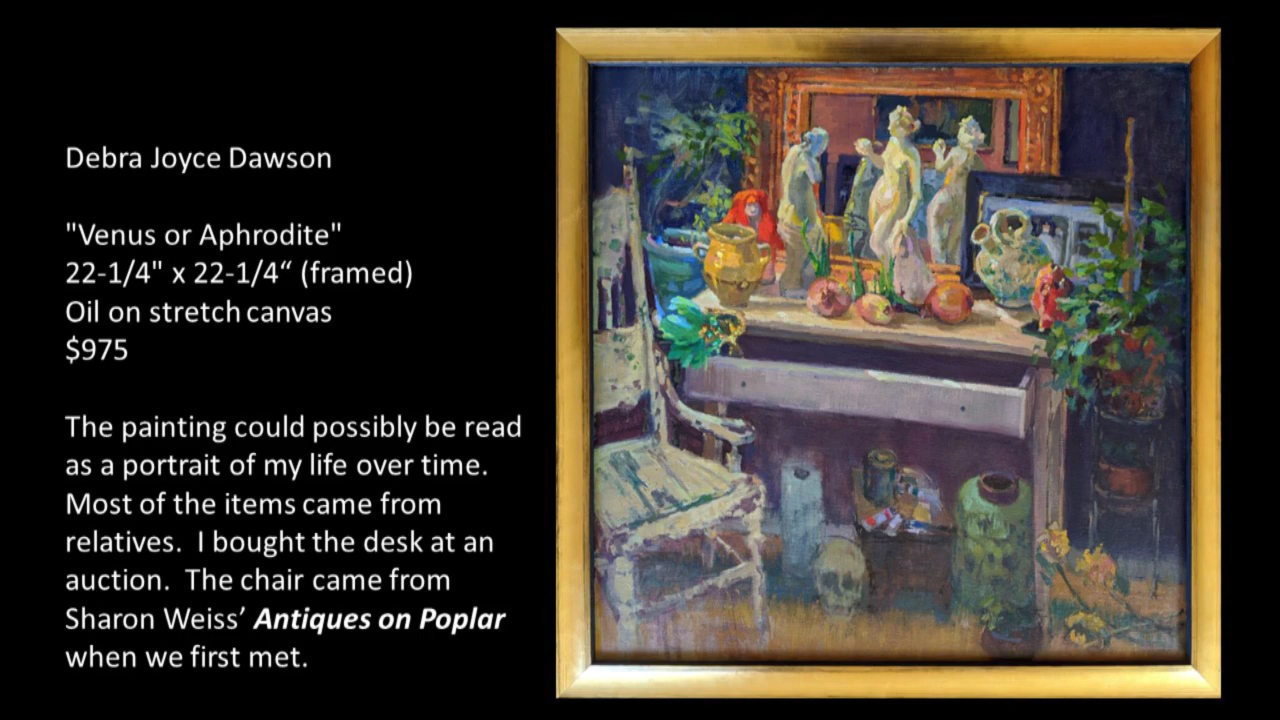 Debra Joyce Dawson
"Venus or Aphrodite"
22-1/4" x 22-1/4“ (framed)
Oil on stretch canvas
$975
The painting could possibly be read
as a portrait of my life over time.
Most of the items came from
relatives.  I bought the desk at an
auction.  The chair came from
Sharon Weiss’ Antiques on Poplar
when we first met.